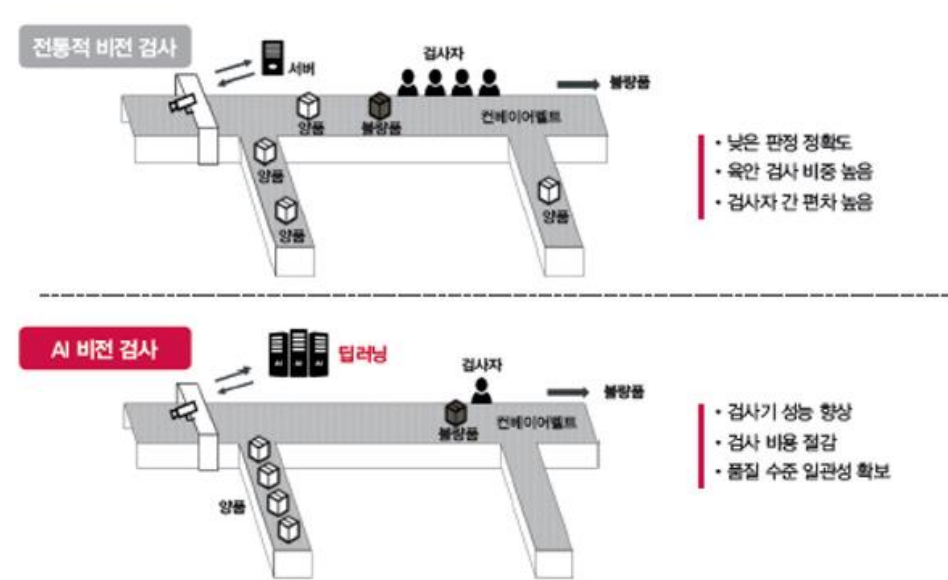 전통적 비전 검사
서버
검사자
불량품
양품
불량품
컨베이어벨트
양품
양품
양품
• 낮은 판정 정확도
• 육안 검사 비중 높음
• 검사자 간 편차 높음
AI 비전 검사
AI AI AI
딥러닝
검사자
불량품
불량품
컨베이어벨트
양품
• 검사기 성능 향상
• 검사 비용 절감
• 품질 수준 일관성 확보